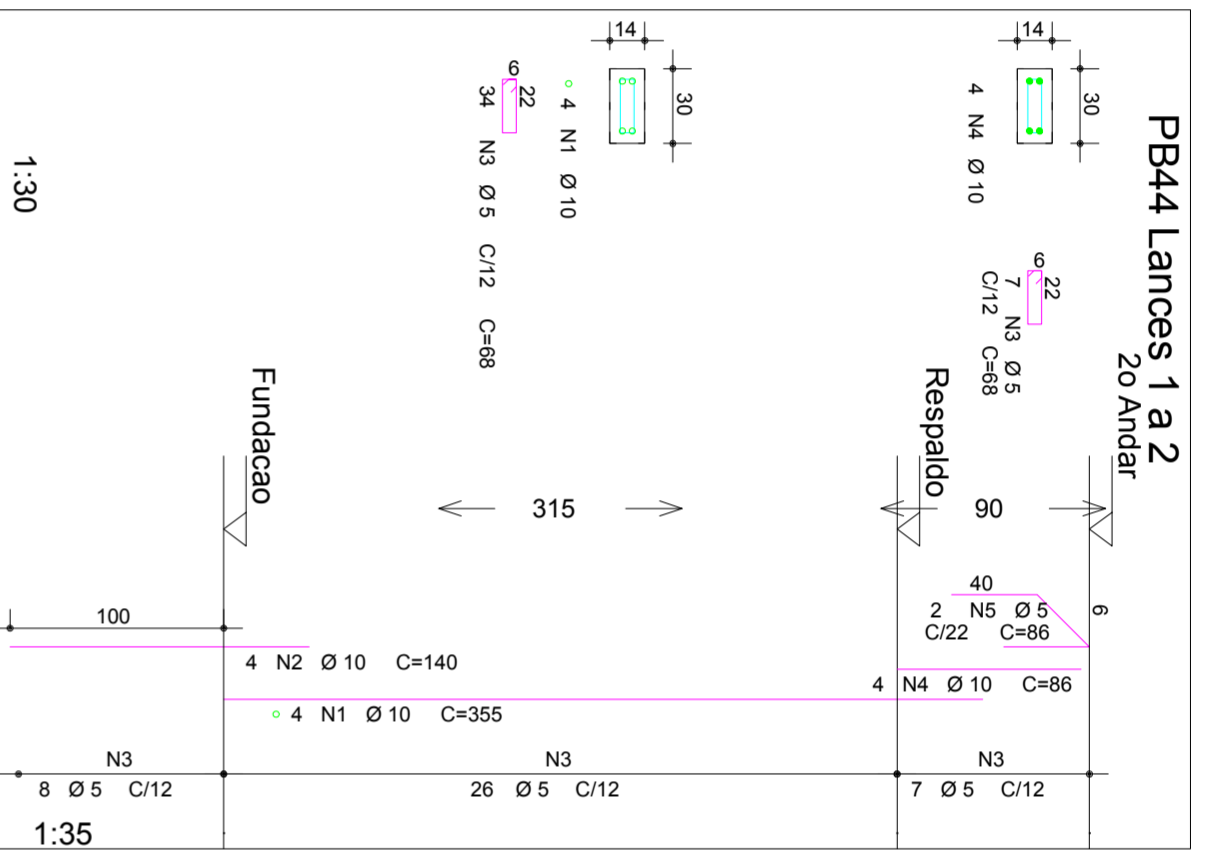 PB44 Lances 1 a 2
2o Andar
14
30
4 N4 Ø 10
6
22
7 N3 Ø 5
C/12 C=68
14
30
4 N1 Ø 10
6
22
34 N3 Ø 5 C/12 C=68
1:30
Respaldo
Fundacao
90
315
40
6
2 N5 Ø 5
C/22 C=86
100
4 N2 Ø 10 C=140
4 N4 Ø 10 C=86
4 N1 Ø 10 C=355
N3
8 Ø 5 C/12
N3
26 Ø 5 C/12
N3
7 Ø 5 C/12
1:35